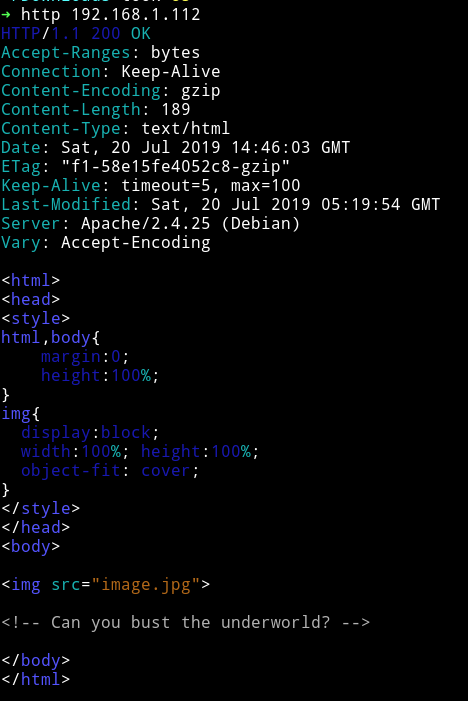 ➜ http 192.168.1.112
HTTP/1.1 200 OK
Accept-Ranges: bytes
Connection: Keep-Alive
Content-Encoding: gzip
Content-Length: 189
Content-Type: text/html
Date: Sat, 20 Jul 2019 14:46:03 GMT
ETag: "f1-58e15fe4052c8-gzip"
Keep-Alive: timeout=5, max=100
Last-Modified: Sat, 20 Jul 2019 05:19:54 GMT
Server: Apache/2.4.25 (Debian)
Vary: Accept-Encoding

<html>
<head>
<style>
html,body{
    margin:0;
    height:100%;
}
img{
  display:block;
  width:100%; height:100%;
  object-fit: cover;
}
</style>
</head>
<body>

<img src="image.jpg">

<!-- Can you bust the underworld? -->

</body>
</html>